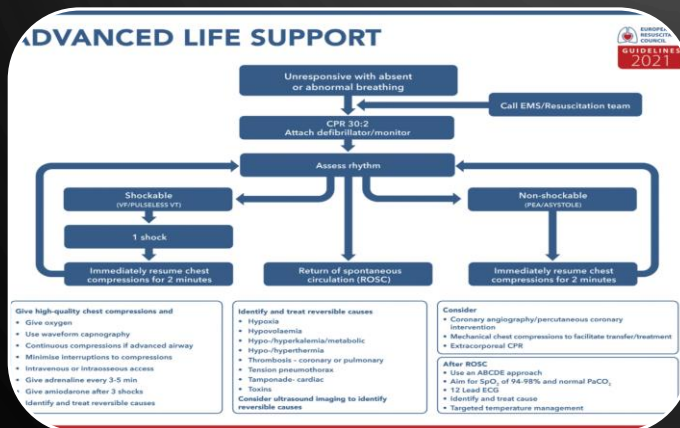 ADVANCED LIFE SUPPORT
EUROPEAN
RESUSCITATION
COUNCIL
GUIDELINES
2021
Unresponsive with absent
or abnormal breathing
Call EMS/Resuscitation team
CPR 30:2
Attach defibrillator/monitor
Assess rhythm
Shockable
(VF/PULSELESS VT)
Non-shockable
(PEA/ASYSTOLE)
1 shock
Immediately resume chest
compressions for 2 minutes
Return of spontaneous
circulation (ROSC)
Immediately resume chest
compressions for 2 minutes
Give high-quality chest compressions and
• Give oxygen
• Use waveform capnography
• Continuous compressions if advanced airway
• Minimise interruptions to compressions
• Intravenous or intraosseous access
• Give adrenaline every 3-5 min
• Give amiodarone after 3 shocks
• Identify and treat reversible causes
Identify and treat reversible causes
• Hypoxia
• Hypovolaemia
• Hypo-/hyperkalemia/metabolic
• Hypo-/hyperthermia
• Thrombosis – coronary or pulmonary
• Tension pneumothorax
• Tamponade- cardiac
• Toxins
Consider ultrasound imaging to identify
reversible causes
Consider
• Coronary angiography/percutaneous coronary
intervention
• Mechanical chest compressions to facilitate transfer/treatment
• Extracorporeal CPR
After ROSC
• Use an ABCDE approach
• Aim for SpO₂ of 94-98% and normal PaCO₂
• 12 Lead ECG
• Identify and treat cause
• Targeted temperature management